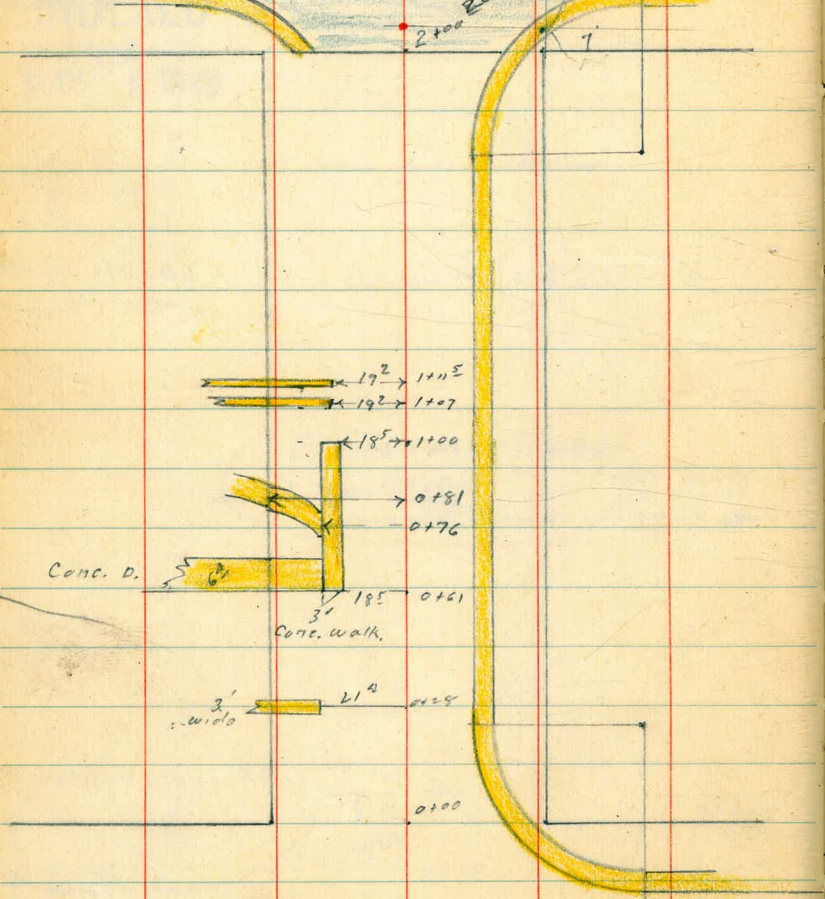 2+00
7
19² 1+11⁵
19² 1+07
18⁵ 1+00
0+81
0+76
Conc. D.
18⁵ 0+61
3'
Conc. walk.
3' 21⁴ 0+28
wide
0+00